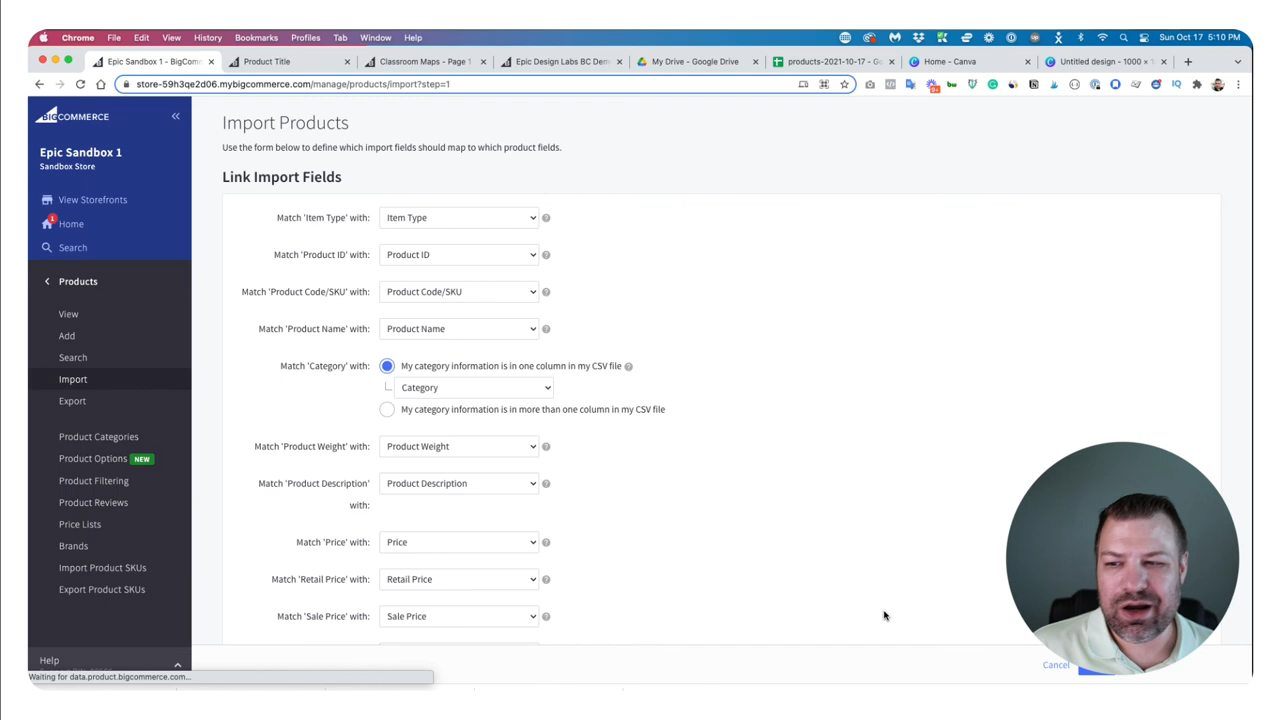 Chrome File Edit View History Bookmarks Profiles Tab Window Help Sun Oct 17 5:10 PM
Epic Sandbox 1 - BigComm Product Title Classroom Maps - Page 1 Epic Design Labs BC Dem My Drive - Google Drive products-2021-10-17 - Go Home - Canva Untitled design - 1000 ×
store-59h3qe2d06.mybigcommerce.com/manage/products/import?step=1
BIGCOMMERCE
Epic Sandbox 1
Sandbox Store
View Storefronts
1
Home
Search
Products
View
Add
Search
Import
Export
Product Categories
Product Options NEW
Product Filtering
Product Reviews
Price Lists
Brands
Import Product SKUs
Export Product SKUs
Help
Waiting for data.product.bigcommerce.com...
Import Products
Use the form below to define which import fields should map to which product fields.
Link Import Fields
Match 'Item Type' with: Item Type
Match 'Product ID' with: Product ID
Match 'Product Code/SKU' with: Product Code/SKU
Match 'Product Name' with: Product Name
Match 'Category' with: My category information is in one column in my CSV file
Category
My category information is in more than one column in my CSV file
Match 'Product Weight' with: Product Weight
Match 'Product Description' Product Description
with:
Match 'Price' with: Price
Match 'Retail Price' with: Retail Price
Match 'Sale Price' with: Sale Price
Cancel